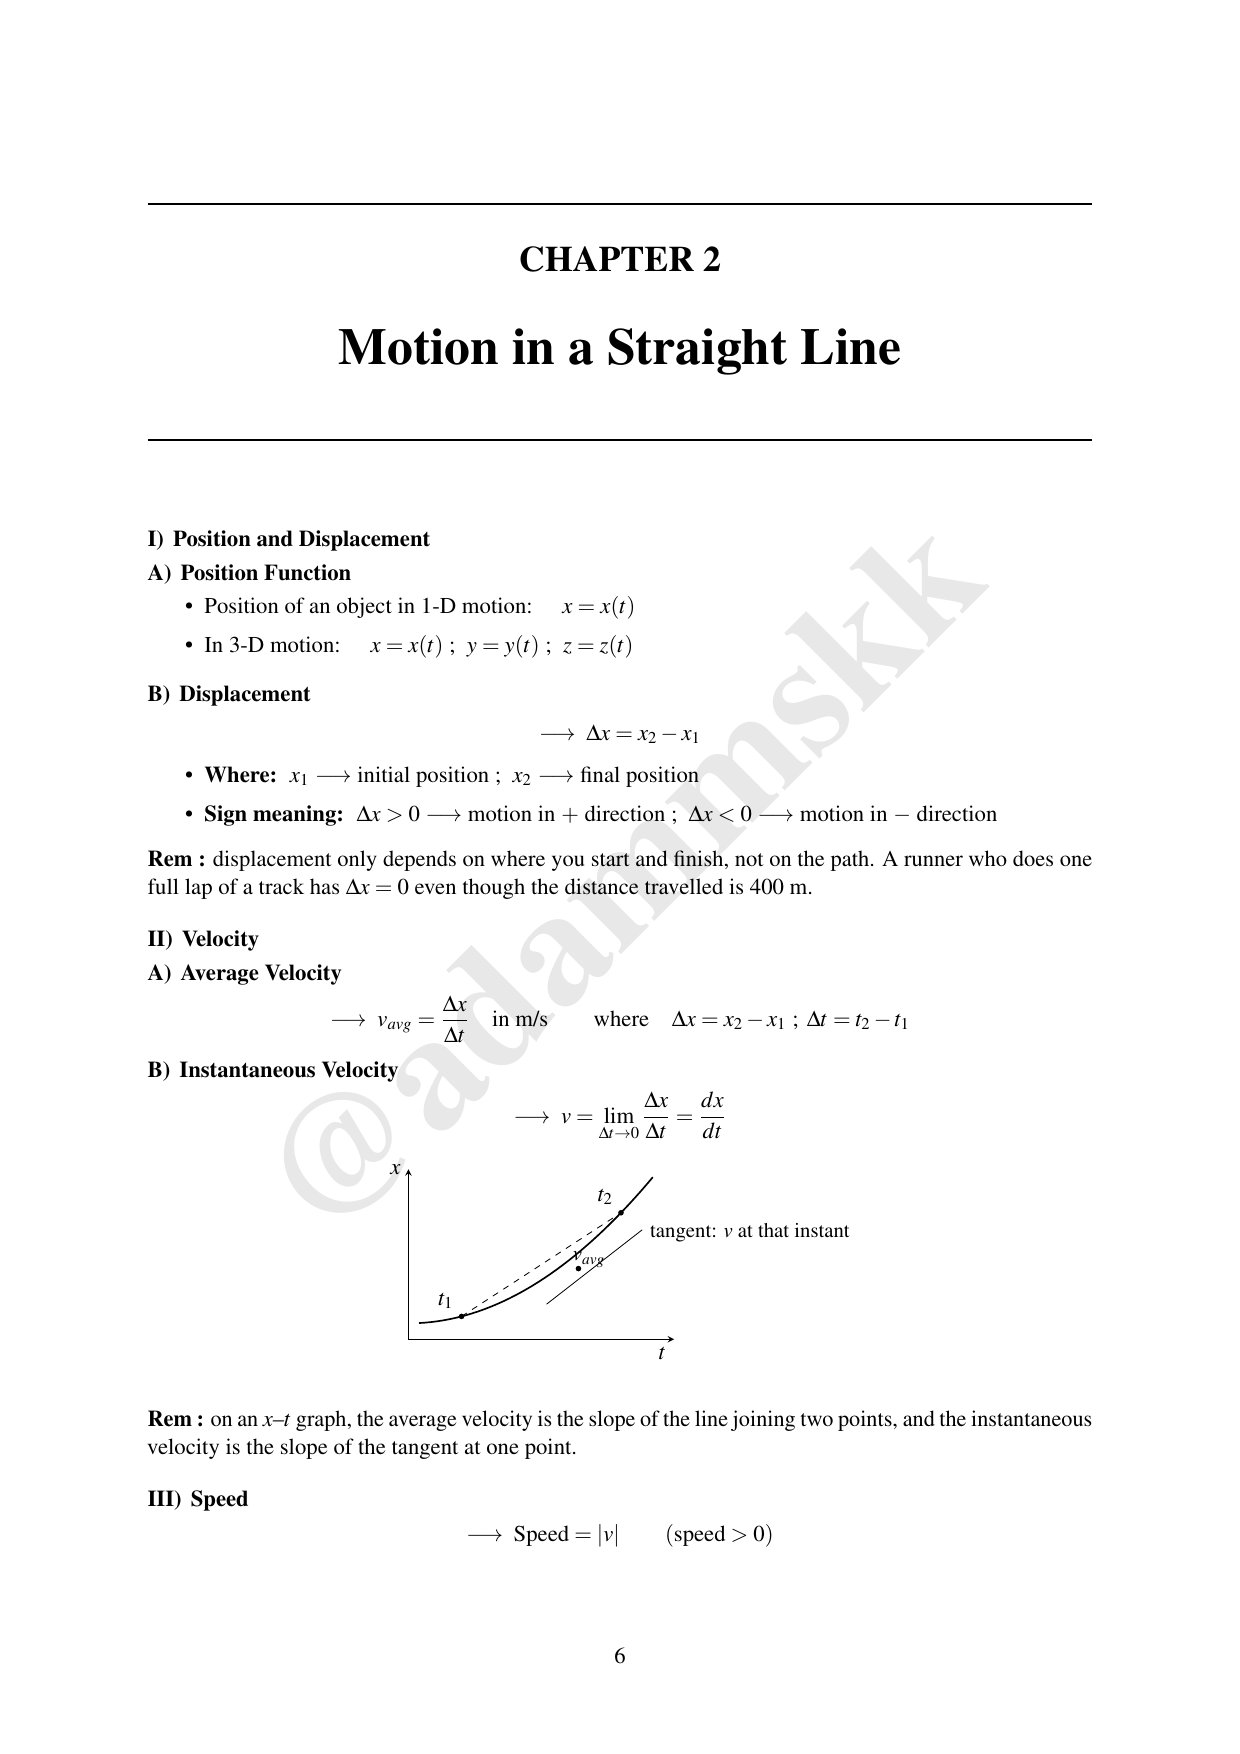 CHAPTER 2
Motion in a Straight Line
I) Position and Displacement
A) Position Function
• Position of an object in 1-D motion: x = x(t)
• In 3-D motion: x = x(t) ; y = y(t) ; z = z(t)
B) Displacement
⟶ Δx = x₂ − x₁
• Where: x₁ ⟶ initial position ; x₂ ⟶ final position
• Sign meaning: Δx > 0 ⟶ motion in + direction ; Δx < 0 ⟶ motion in − direction
Rem : displacement only depends on where you start and finish, not on the path. A runner who does one
full lap of a track has Δx = 0 even though the distance travelled is 400 m.
II) Velocity
A) Average Velocity
⟶ v_avg = Δx/Δt in m/s where Δx = x₂ − x₁ ; Δt = t₂ − t₁
B) Instantaneous Velocity
⟶ v = lim_{Δt→0} Δx/Δt = dx/dt
x
t₂
tangent: v at that instant
v_avg
t₁
t
Rem : on an x–t graph, the average velocity is the slope of the line joining two points, and the instantaneous
velocity is the slope of the tangent at one point.
III) Speed
⟶ Speed = |v| (speed > 0)
6
@adammskk